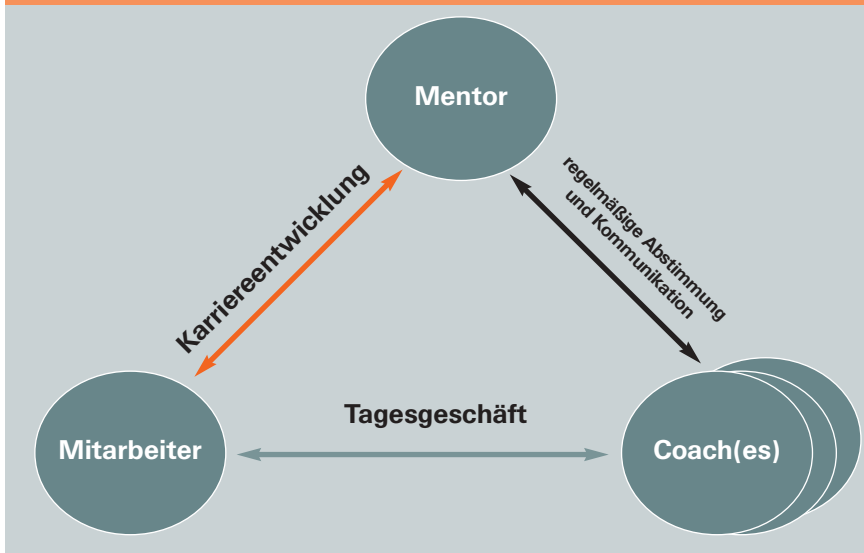 Mentor
Karriereentwicklung
regelmäßige Abstimmung
und Kommunikation
Tagesgeschäft
Mitarbeiter
Coach(es)